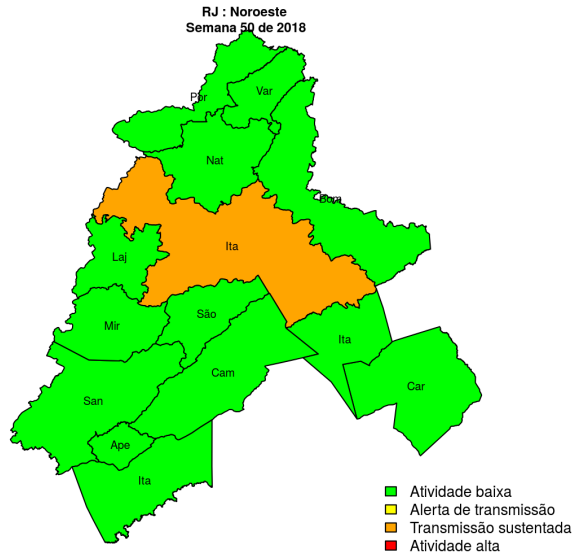 RJ : Noroeste
Semana 50 de 2018
Por
Var
Nat
Bom
Ita
Laj
São
Mir
Ita
Cam
Car
San
Ape
Ita
Atividade baixa
Alerta de transmissão
Transmissão sustentada
Atividade alta